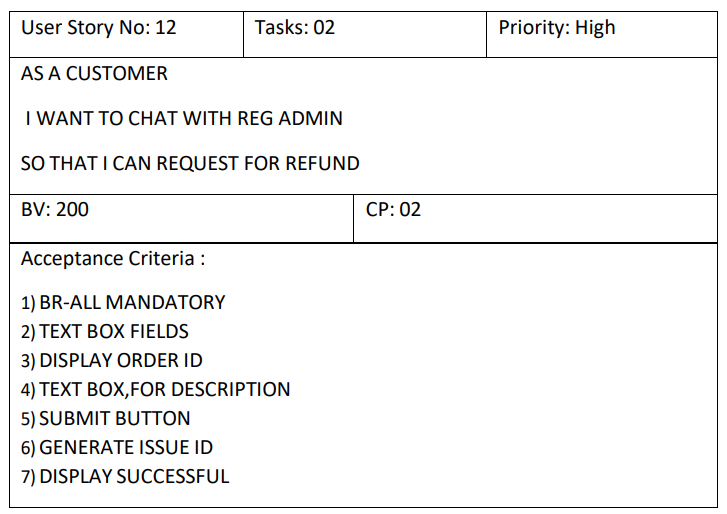 User Story No: 12 Tasks: 02 Priority: High
AS A CUSTOMER
I WANT TO CHAT WITH REG ADMIN
SO THAT I CAN REQUEST FOR REFUND
BV: 200 CP: 02
Acceptance Criteria :
1) BR-ALL MANDATORY
2) TEXT BOX FIELDS
3) DISPLAY ORDER ID
4) TEXT BOX,FOR DESCRIPTION
5) SUBMIT BUTTON
6) GENERATE ISSUE ID
7) DISPLAY SUCCESSFUL